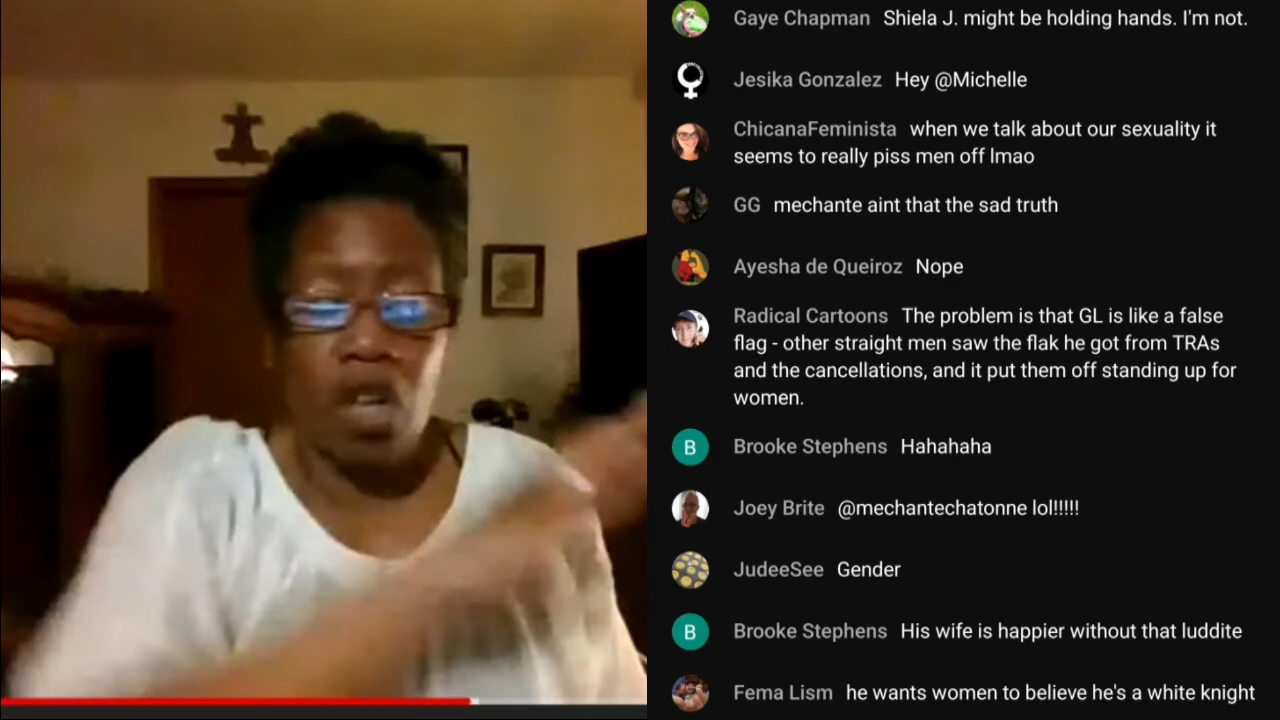 Gaye Chapman Shiela J. might be holding hands. I'm not.
Jesika Gonzalez Hey @Michelle
ChicanaFeminista when we talk about our sexuality it
seems to really piss men off lmao
GG mechante aint that the sad truth
Ayesha de Queiroz Nope
Radical Cartoons The problem is that GL is like a false
flag - other straight men saw the flak he got from TRAs
and the cancellations, and it put them off standing up for
women.
B Brooke Stephens Hahahaha
Joey Brite @mechantechatonne lol!!!!!
JudeeSee Gender
B Brooke Stephens His wife is happier without that luddite
Fema Lism he wants women to believe he's a white knight